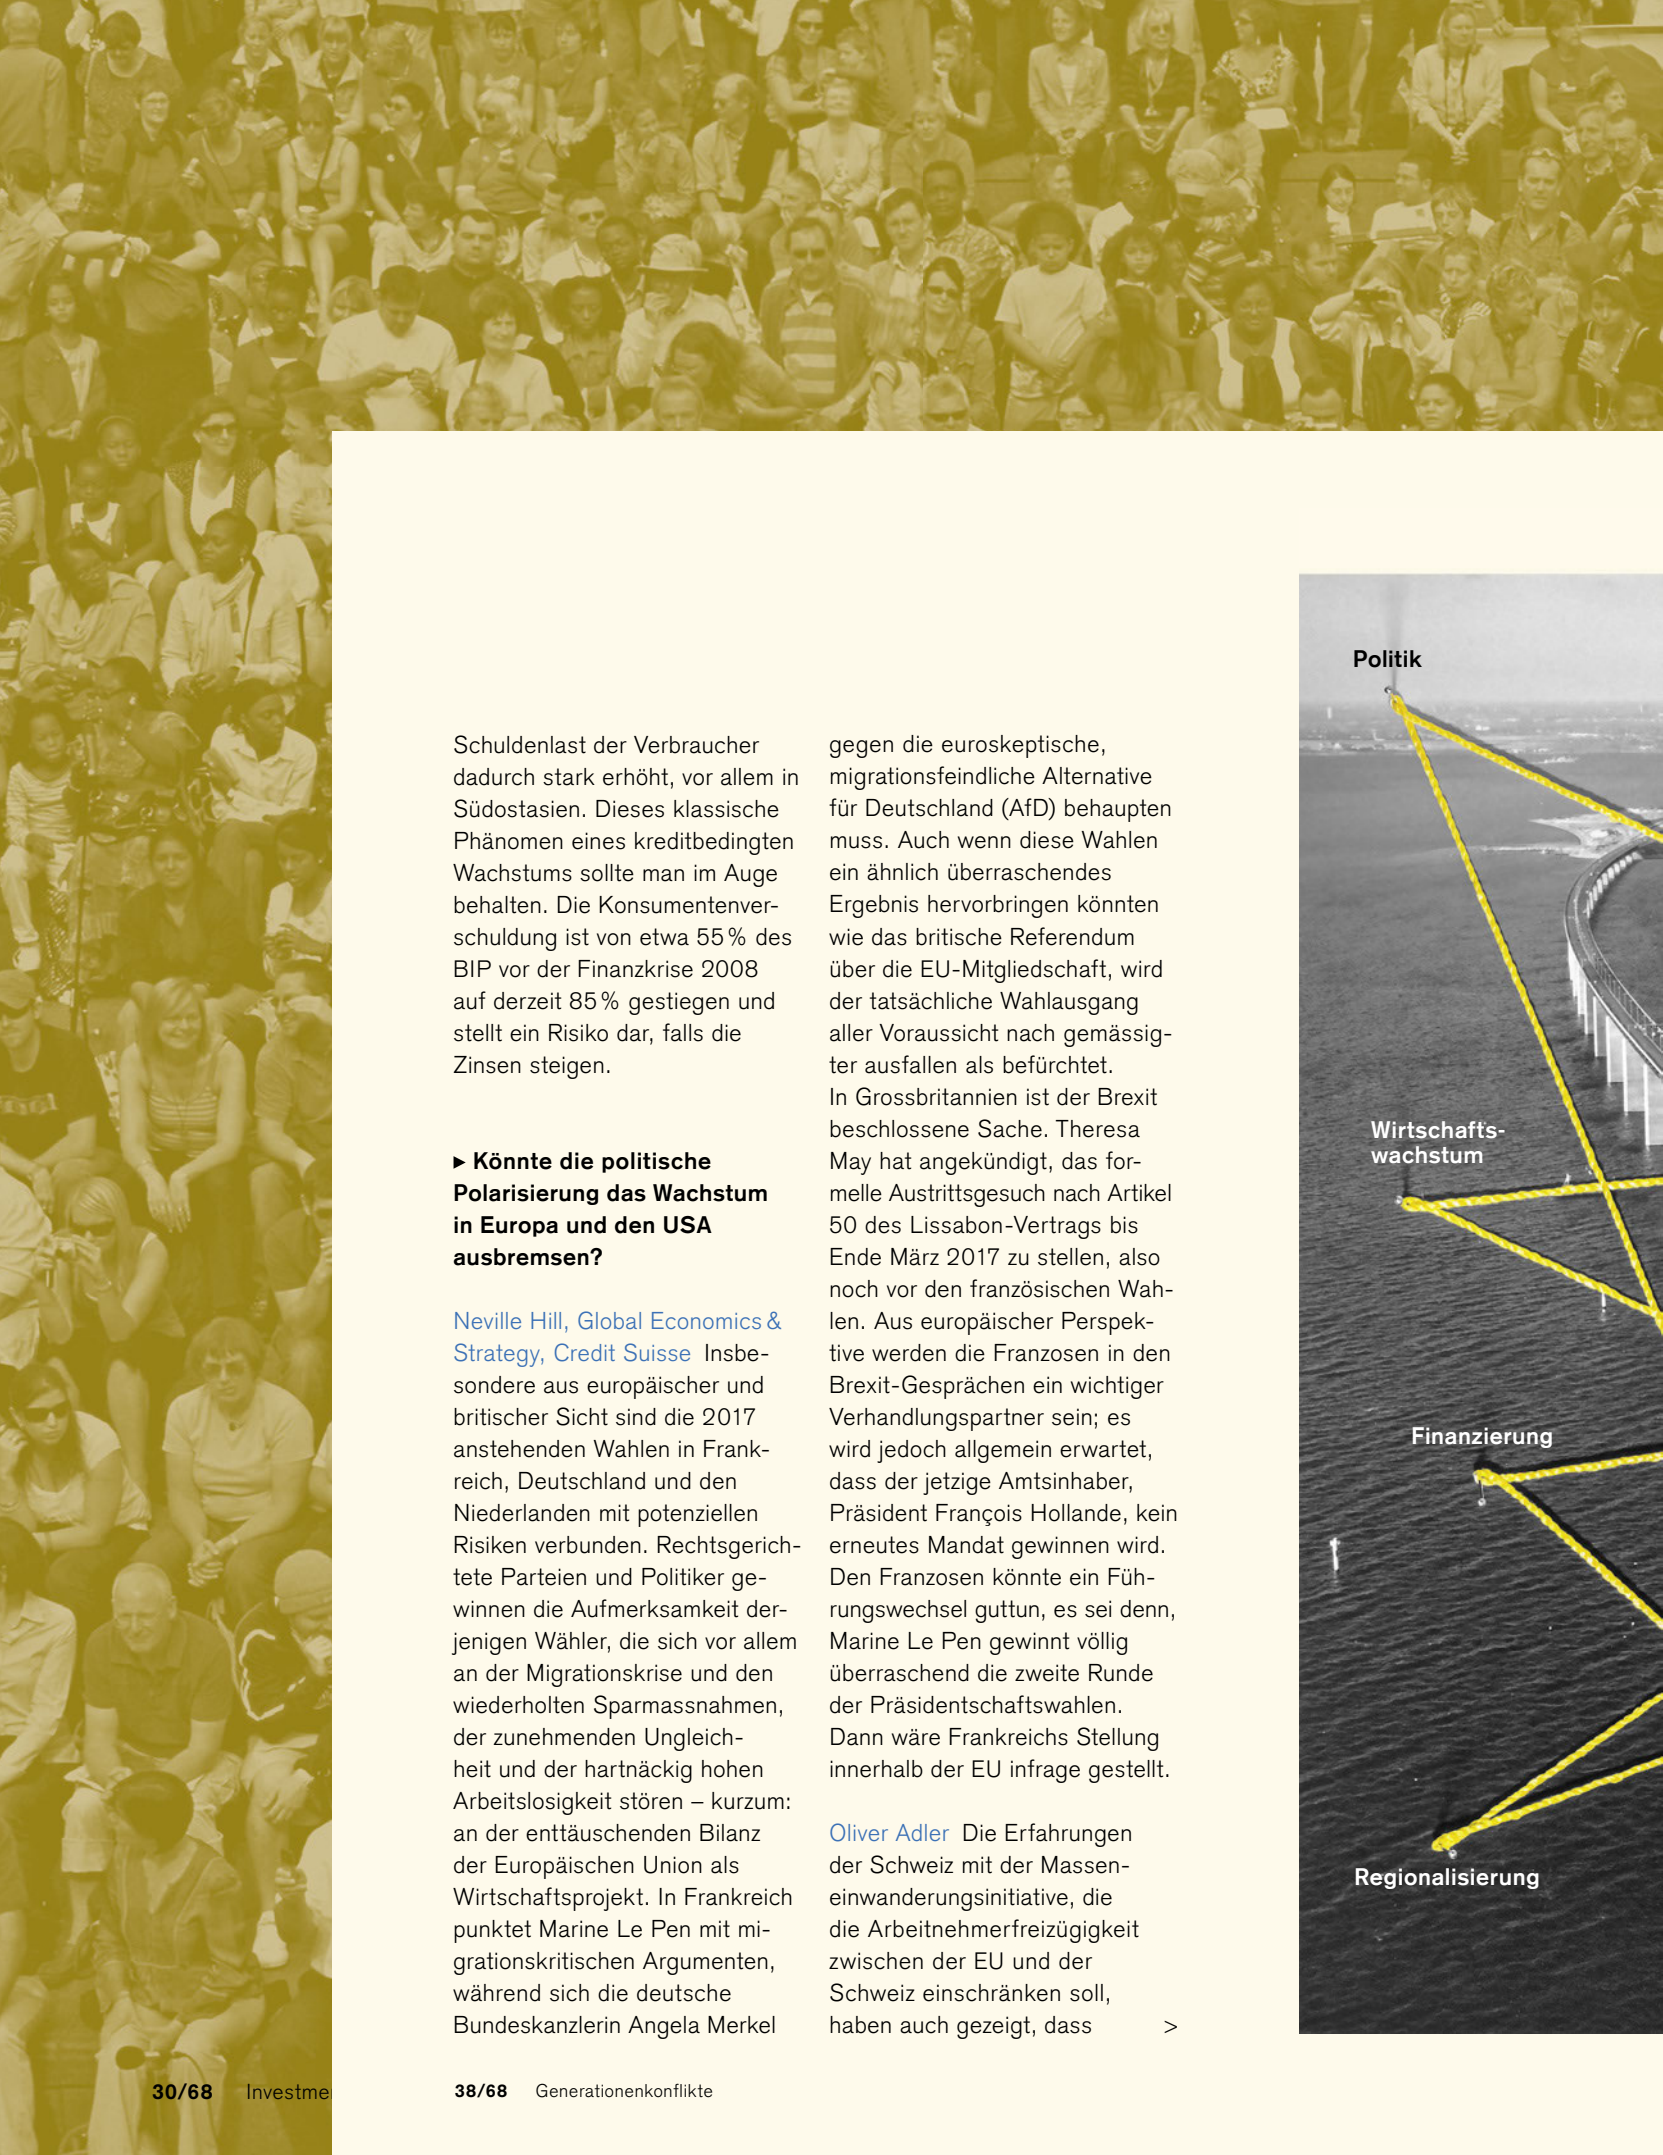 Schuldenlast der Verbraucher
dadurch stark erhöht, vor allem in
Südostasien. Dieses klassische
Phänomen eines kreditbedingten
Wachstums sollte man im Auge
behalten. Die Konsumentenver-
schuldung ist von etwa 55 % des
BIP vor der Finanzkrise 2008
auf derzeit 85 % gestiegen und
stellt ein Risiko dar, falls die
Zinsen steigen.
▸ Könnte die politische
Polarisierung das Wachstum
in Europa und den USA
ausbremsen?
Neville Hill, Global Economics &
Strategy, Credit Suisse Insbe-
sondere aus europäischer und
britischer Sicht sind die 2017
anstehenden Wahlen in Frank-
reich, Deutschland und den
Niederlanden mit potenziellen
Risiken verbunden. Rechtsgerich-
tete Parteien und Politiker ge-
winnen die Aufmerksamkeit der-
jenigen Wähler, die sich vor allem
an der Migrationskrise und den
wiederholten Sparmassnahmen,
der zunehmenden Ungleich-
heit und der hartnäckig hohen
Arbeitslosigkeit stören – kurzum:
an der enttäuschenden Bilanz
der Europäischen Union als
Wirtschaftsprojekt. In Frankreich
punktet Marine Le Pen mit mi-
grationskritischen Argumenten,
während sich die deutsche
Bundeskanzlerin Angela Merkel
gegen die euroskeptische,
migrationsfeindliche Alternative
für Deutschland (AfD) behaupten
muss. Auch wenn diese Wahlen
ein ähnlich überraschendes
Ergebnis hervorbringen könnten
wie das britische Referendum
über die EU-Mitgliedschaft, wird
der tatsächliche Wahlausgang
aller Voraussicht nach gemässig-
ter ausfallen als befürchtet.
In Grossbritannien ist der Brexit
beschlossene Sache. Theresa
May hat angekündigt, das for-
melle Austrittsgesuch nach Artikel
50 des Lissabon-Vertrags bis
Ende März 2017 zu stellen, also
noch vor den französischen Wah-
len. Aus europäischer Perspek-
tive werden die Franzosen in den
Brexit-Gesprächen ein wichtiger
Verhandlungspartner sein; es
wird jedoch allgemein erwartet,
dass der jetzige Amtsinhaber,
Präsident François Hollande, kein
erneutes Mandat gewinnen wird.
Den Franzosen könnte ein Füh-
rungswechsel guttun, es sei denn,
Marine Le Pen gewinnt völlig
überraschend die zweite Runde
der Präsidentschaftswahlen.
Dann wäre Frankreichs Stellung
innerhalb der EU infrage gestellt.
Oliver Adler Die Erfahrungen
der Schweiz mit der Massen-
einwanderungsinitiative, die
die Arbeitnehmerfreizügigkeit
zwischen der EU und der
Schweiz einschränken soll,
haben auch gezeigt, dass >
Politik
Wirtschafts-
wachstum
Finanzierung
Regionalisierung
30/68 Investme
38/68 Generationenkonflikte